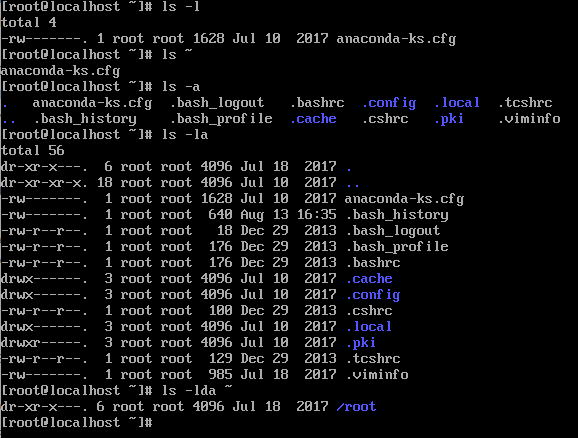 [root@localhost ~]# ls -l
total 4
-rw-------. 1 root root 1628 Jul 10  2017 anaconda-ks.cfg
[root@localhost ~]# ls ~
anaconda-ks.cfg
[root@localhost ~]# ls -a
.   anaconda-ks.cfg  .bash_logout   .bashrc  .config  .local  .tcshrc
..  .bash_history    .bash_profile  .cache   .cshrc   .pki    .viminfo
[root@localhost ~]# ls -la
total 56
dr-xr-x---.  6 root root 4096 Jul 18  2017 .
dr-xr-xr-x. 18 root root 4096 Jul 18  2017 ..
-rw-------.  1 root root 1628 Jul 10  2017 anaconda-ks.cfg
-rw-------.  1 root root  640 Aug 13 16:35 .bash_history
-rw-r--r--.  1 root root   18 Dec 29  2013 .bash_logout
-rw-r--r--.  1 root root  176 Dec 29  2013 .bash_profile
-rw-r--r--.  1 root root  176 Dec 29  2013 .bashrc
drwx------.  3 root root 4096 Jul 10  2017 .cache
drwx------.  3 root root 4096 Jul 10  2017 .config
-rw-r--r--.  1 root root  100 Dec 29  2013 .cshrc
drwx------.  3 root root 4096 Jul 10  2017 .local
drwxr-----.  3 root root 4096 Jul 10  2017 .pki
-rw-r--r--.  1 root root  129 Dec 29  2013 .tcshrc
-rw-------.  1 root root  985 Jul 18  2017 .viminfo
[root@localhost ~]# ls -lda ~
dr-xr-x---. 6 root root 4096 Jul 18  2017 /root
[root@localhost ~]#